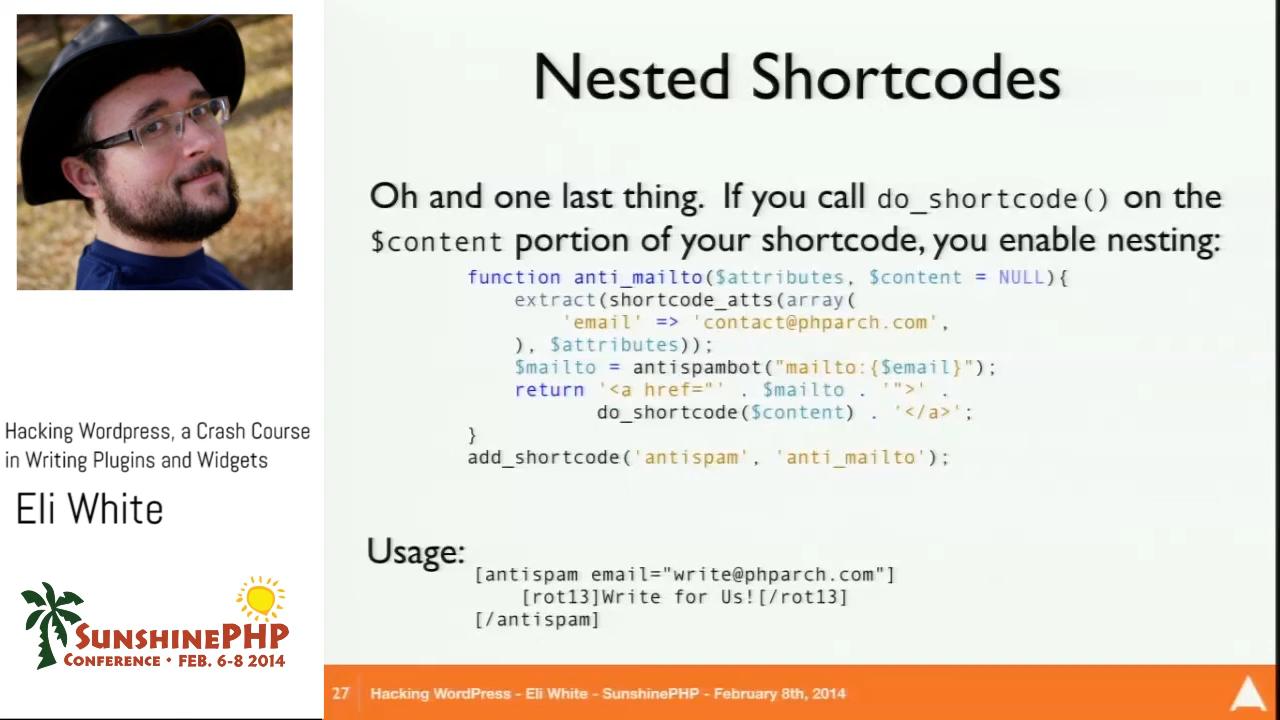 Nested Shortcodes
Oh and one last thing. If you call do_shortcode() on the
$content portion of your shortcode, you enable nesting:
function anti_mailto($attributes, $content = NULL){
    extract(shortcode_atts(array(
        'email' => 'contact@phparch.com',
    ), $attributes));
    $mailto = antispambot("mailto:{$email}");
    return '<a href="' . $mailto . '">' .
           do_shortcode($content) . '</a>';
}
add_shortcode('antispam', 'anti_mailto');
Usage:
[antispam email="write@phparch.com"]
    [rot13]Write for Us![/rot13]
[/antispam]
27 Hacking WordPress - Eli White - SunshinePHP - February 8th, 2014
Hacking Wordpress, a Crash Course
in Writing Plugins and Widgets
Eli White
SUNSHINEPHP
CONFERENCE • FEB. 6-8 2014